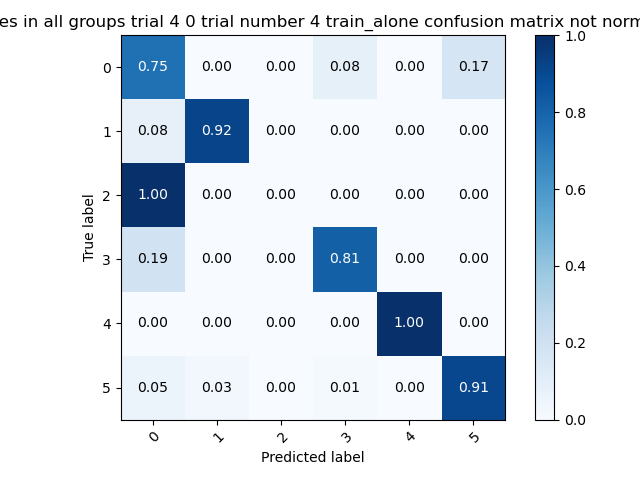 es in all groups trial 4 0 trial number 4 train_alone confusion matrix not norm
1.0
0 0.75 0.00 0.00 0.08 0.00 0.17
0.8
1 0.08 0.92 0.00 0.00 0.00 0.00
2 1.00 0.00 0.00 0.00 0.00 0.00
0.6
True label
3 0.19 0.00 0.00 0.81 0.00 0.00
0.4
4 0.00 0.00 0.00 0.00 1.00 0.00
0.2
5 0.05 0.03 0.00 0.01 0.00 0.91
0.0
0 1 2 3 4 5
Predicted label